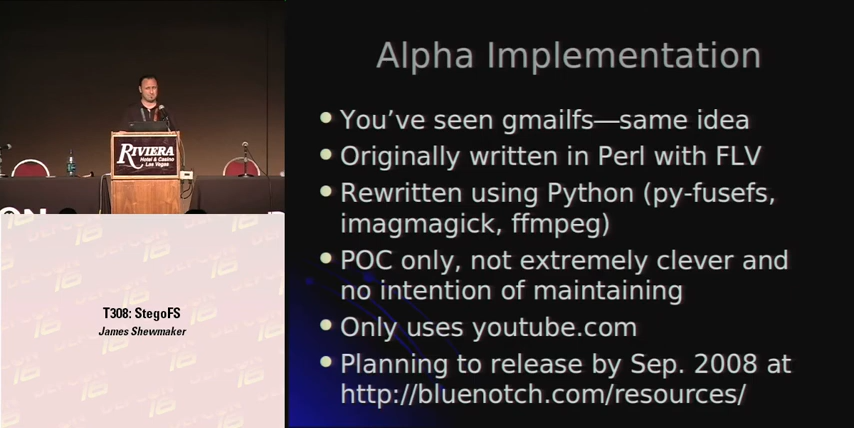 Alpha Implementation
You've seen gmailfs—same idea
Originally written in Perl with FLV
Rewritten using Python (py-fusefs,
imagmagick, ffmpeg)
POC only, not extremely clever and
no intention of maintaining
Only uses youtube.com
Planning to release by Sep. 2008 at
http://bluenotch.com/resources/
RIVIERA
Hotel & Casino
Las Vegas
T308: StegoFS
James Shewmaker